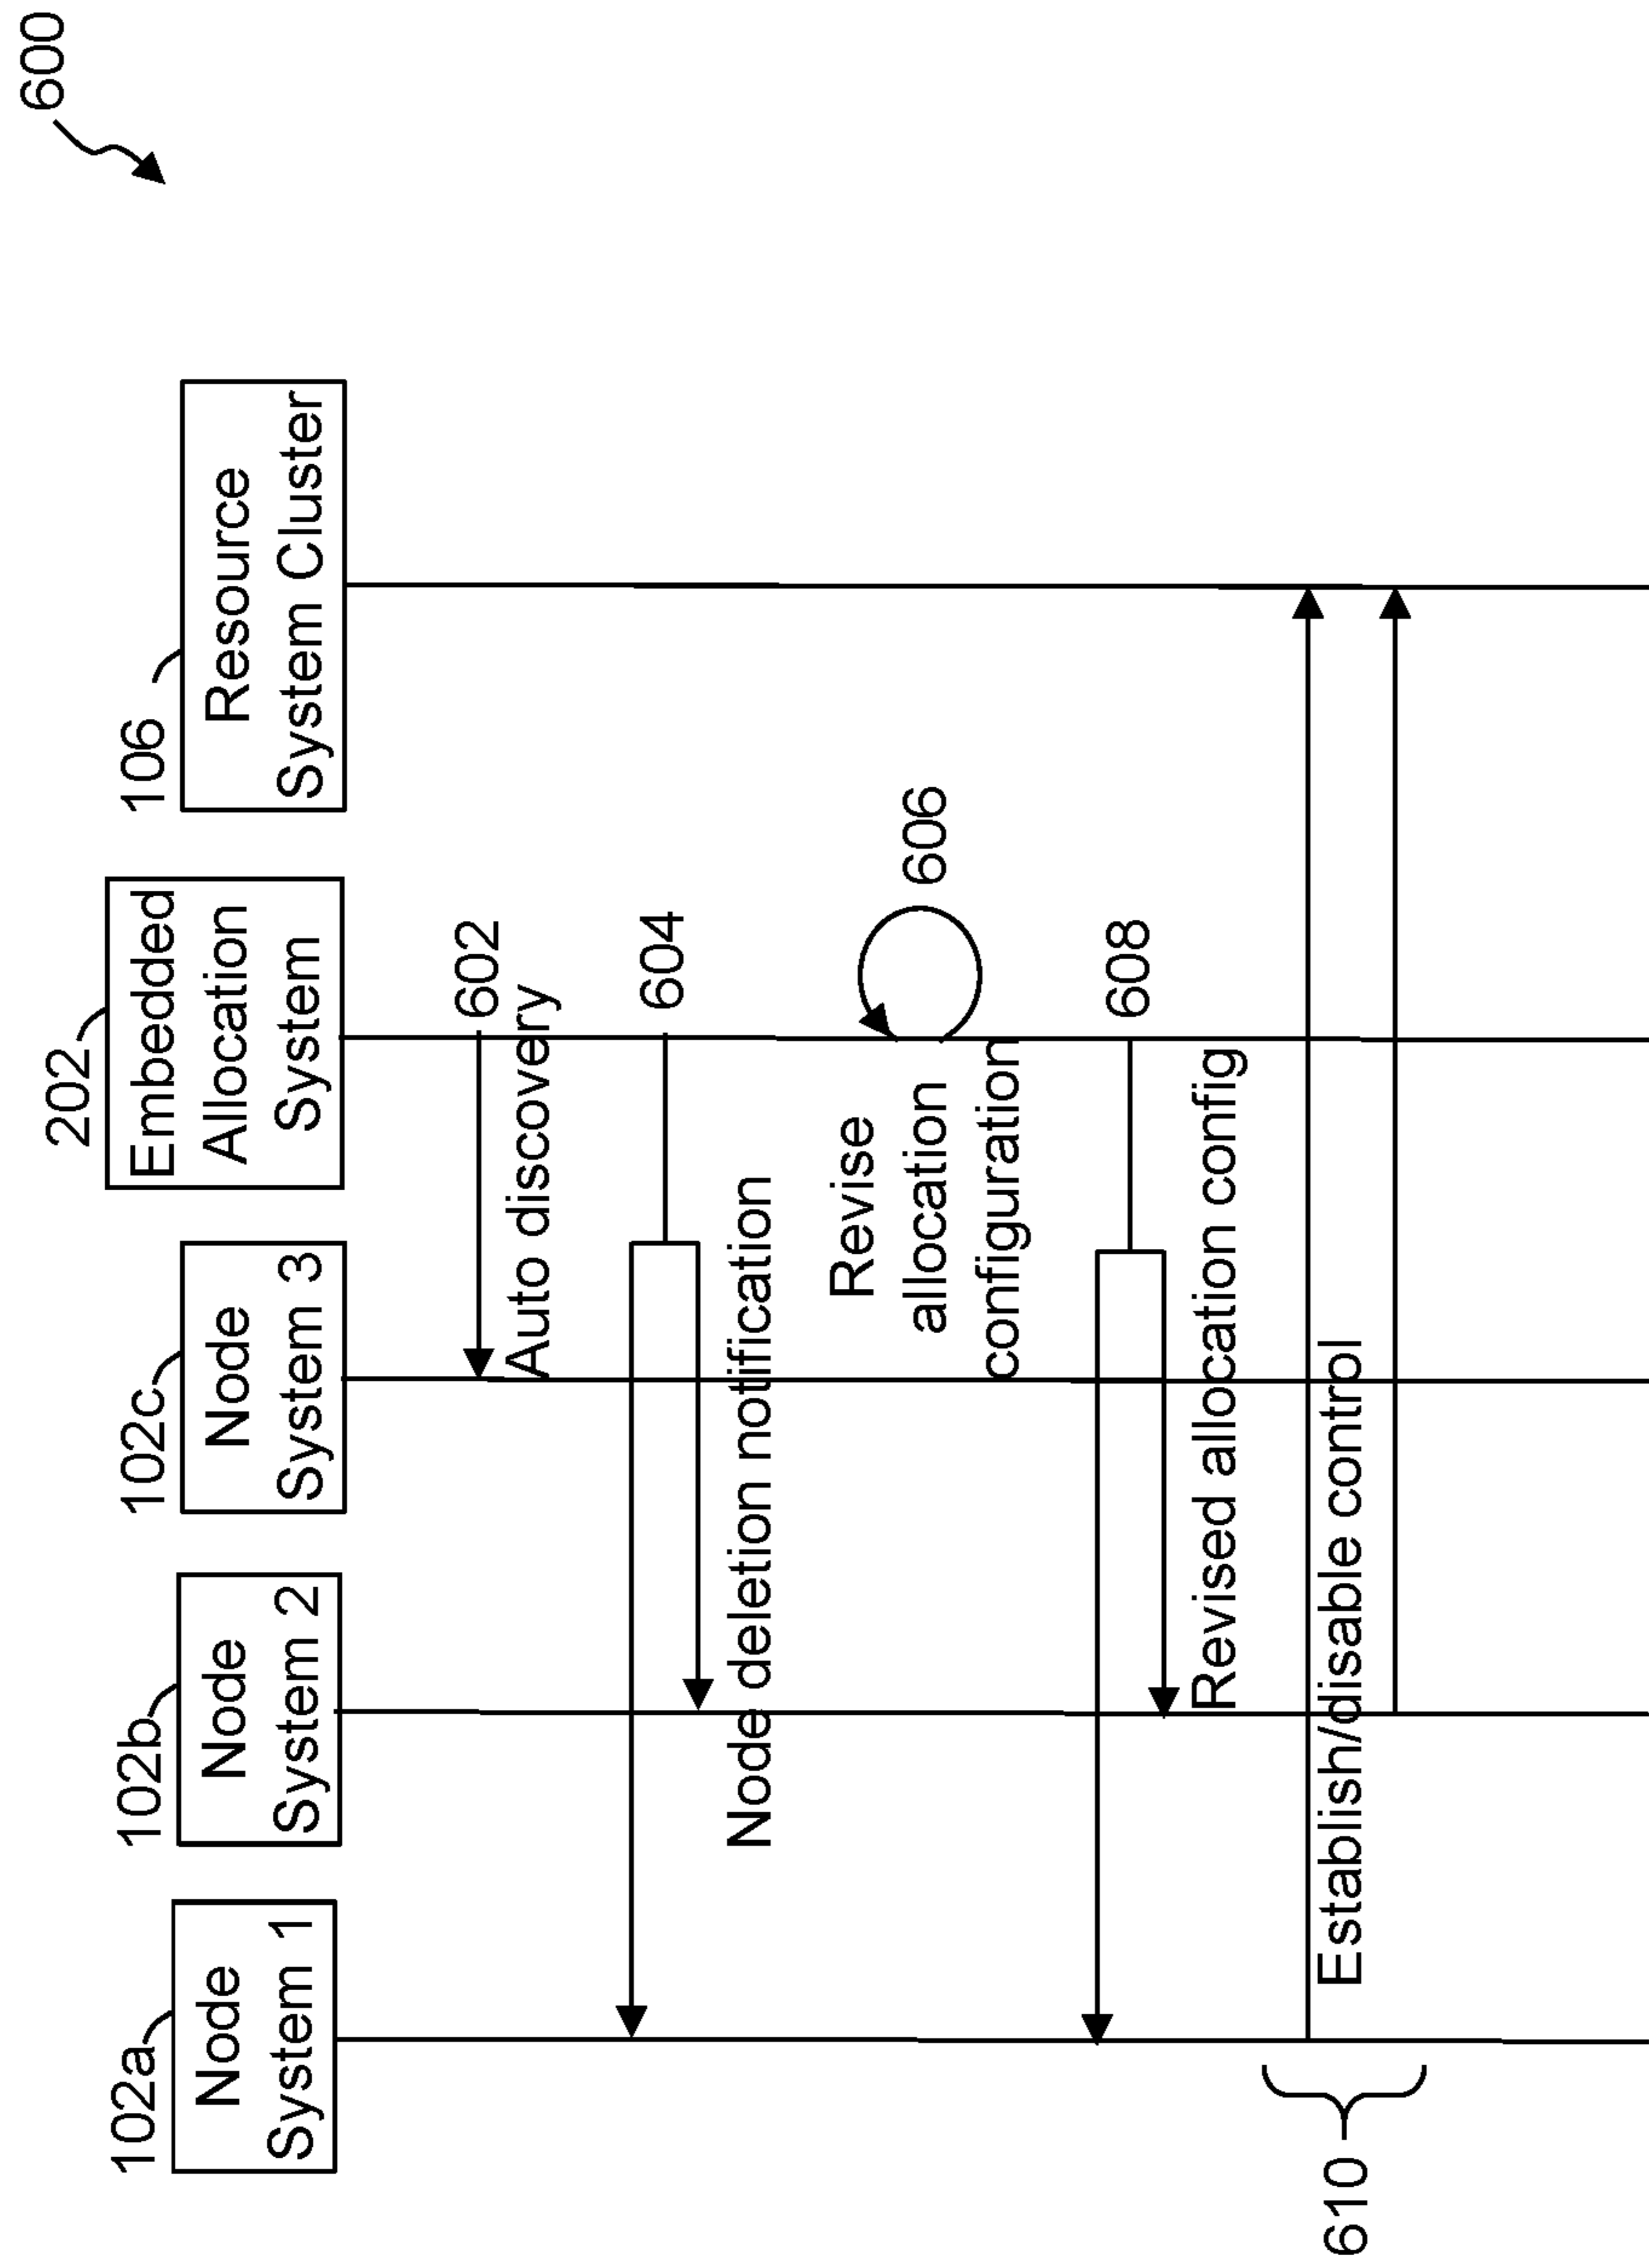 600
102a
Node
System 1
102b
Node
System 2
102c
Node
System 3
202
Embedded
Allocation
System
106
Resource
System Cluster
602
Auto discovery
604
Node deletion notification
Revise
allocation
configuration
606
608
Revised allocation config
Establish/disable control
610